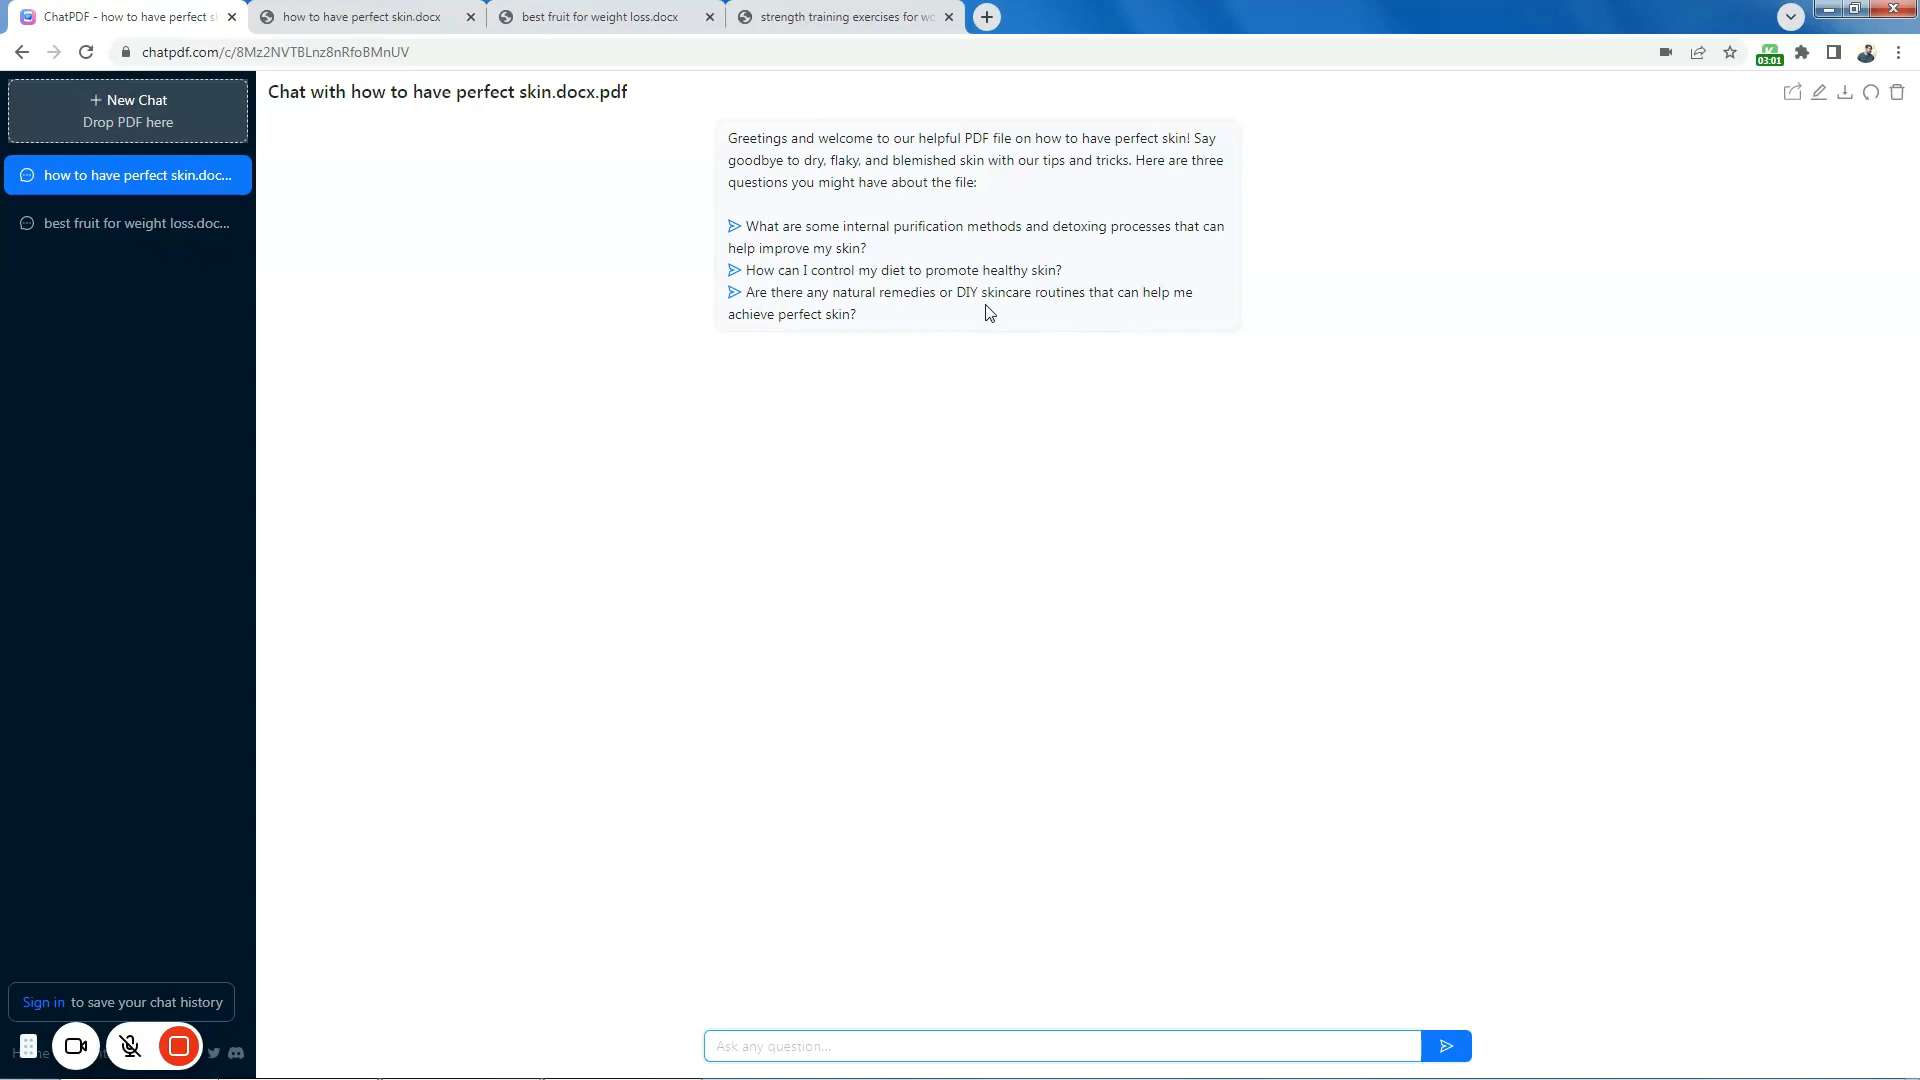 ChatPDF - how to have perfect s
how to have perfect skin.docx
best fruit for weight loss.docx
strength training exercises for wo
chatpdf.com/c/8Mz2NVTBLnz8nRfoBMnUV
03:01
+ New Chat
Drop PDF here
how to have perfect skin.doc...
best fruit for weight loss.doc...
Chat with how to have perfect skin.docx.pdf
Greetings and welcome to our helpful PDF file on how to have perfect skin! Say
goodbye to dry, flaky, and blemished skin with our tips and tricks. Here are three
questions you might have about the file:
What are some internal purification methods and detoxing processes that can
help improve my skin?
How can I control my diet to promote healthy skin?
Are there any natural remedies or DIY skincare routines that can help me
achieve perfect skin?
Sign in to save your chat history
Ask any question...